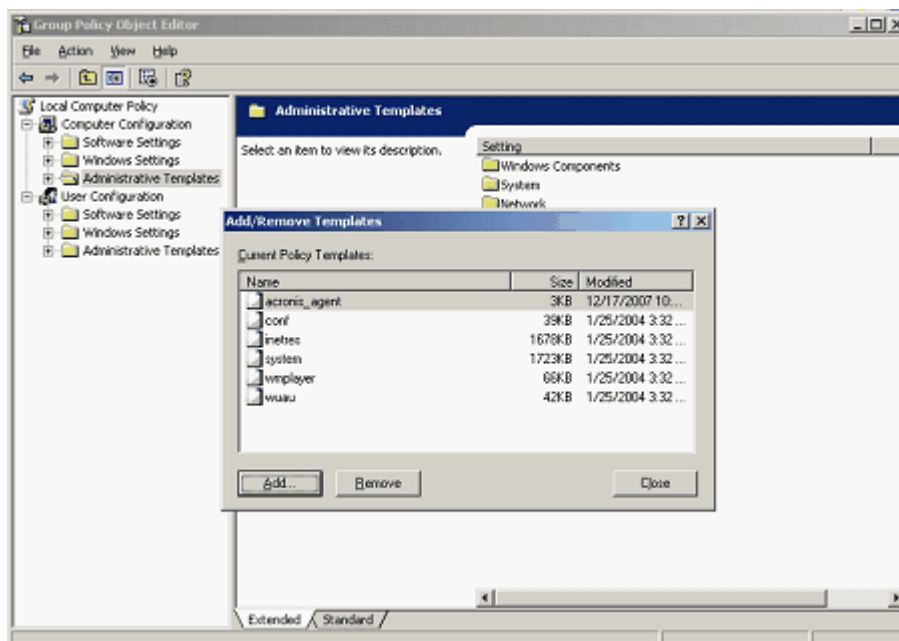 Group Policy Object Editor
File Action View Help
Local Computer Policy
Computer Configuration
Software Settings
Windows Settings
Administrative Templates
User Configuration
Software Settings
Windows Settings
Administrative Templates
Administrative Templates
Select an item to view its description.
Setting
Windows Components
System
Network
Add/Remove Templates
Current Policy Templates:
Name Size Modified
acronis_agent 3KB 12/17/2007 10:...
conf 39KB 1/25/2004 3:32 ...
inetres 1678KB 1/25/2004 3:32 ...
system 1723KB 1/25/2004 3:32 ...
wmplayer 66KB 1/25/2004 3:32 ...
wuau 42KB 1/25/2004 3:32 ...
Add... Remove Close
Extended Standard